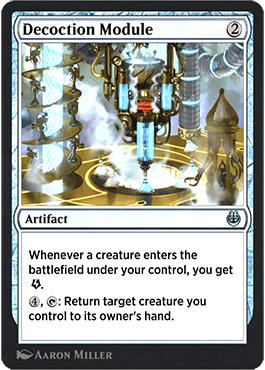 Decoction Module 2
Artifact
Whenever a creature enters the
battlefield under your control, you get
.
4, : Return target creature you
control to its owner's hand.
AARON MILLER